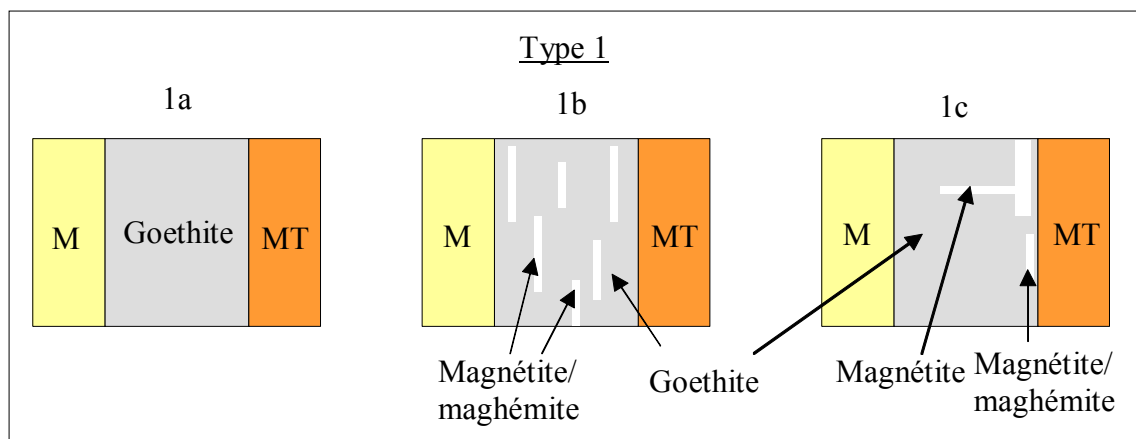 Type 1
1a
1b
1c
M
Goethite
MT
M
MT
M
MT
Magnétite/
maghémite
Goethite
Magnétite
Magnétite/
maghémite